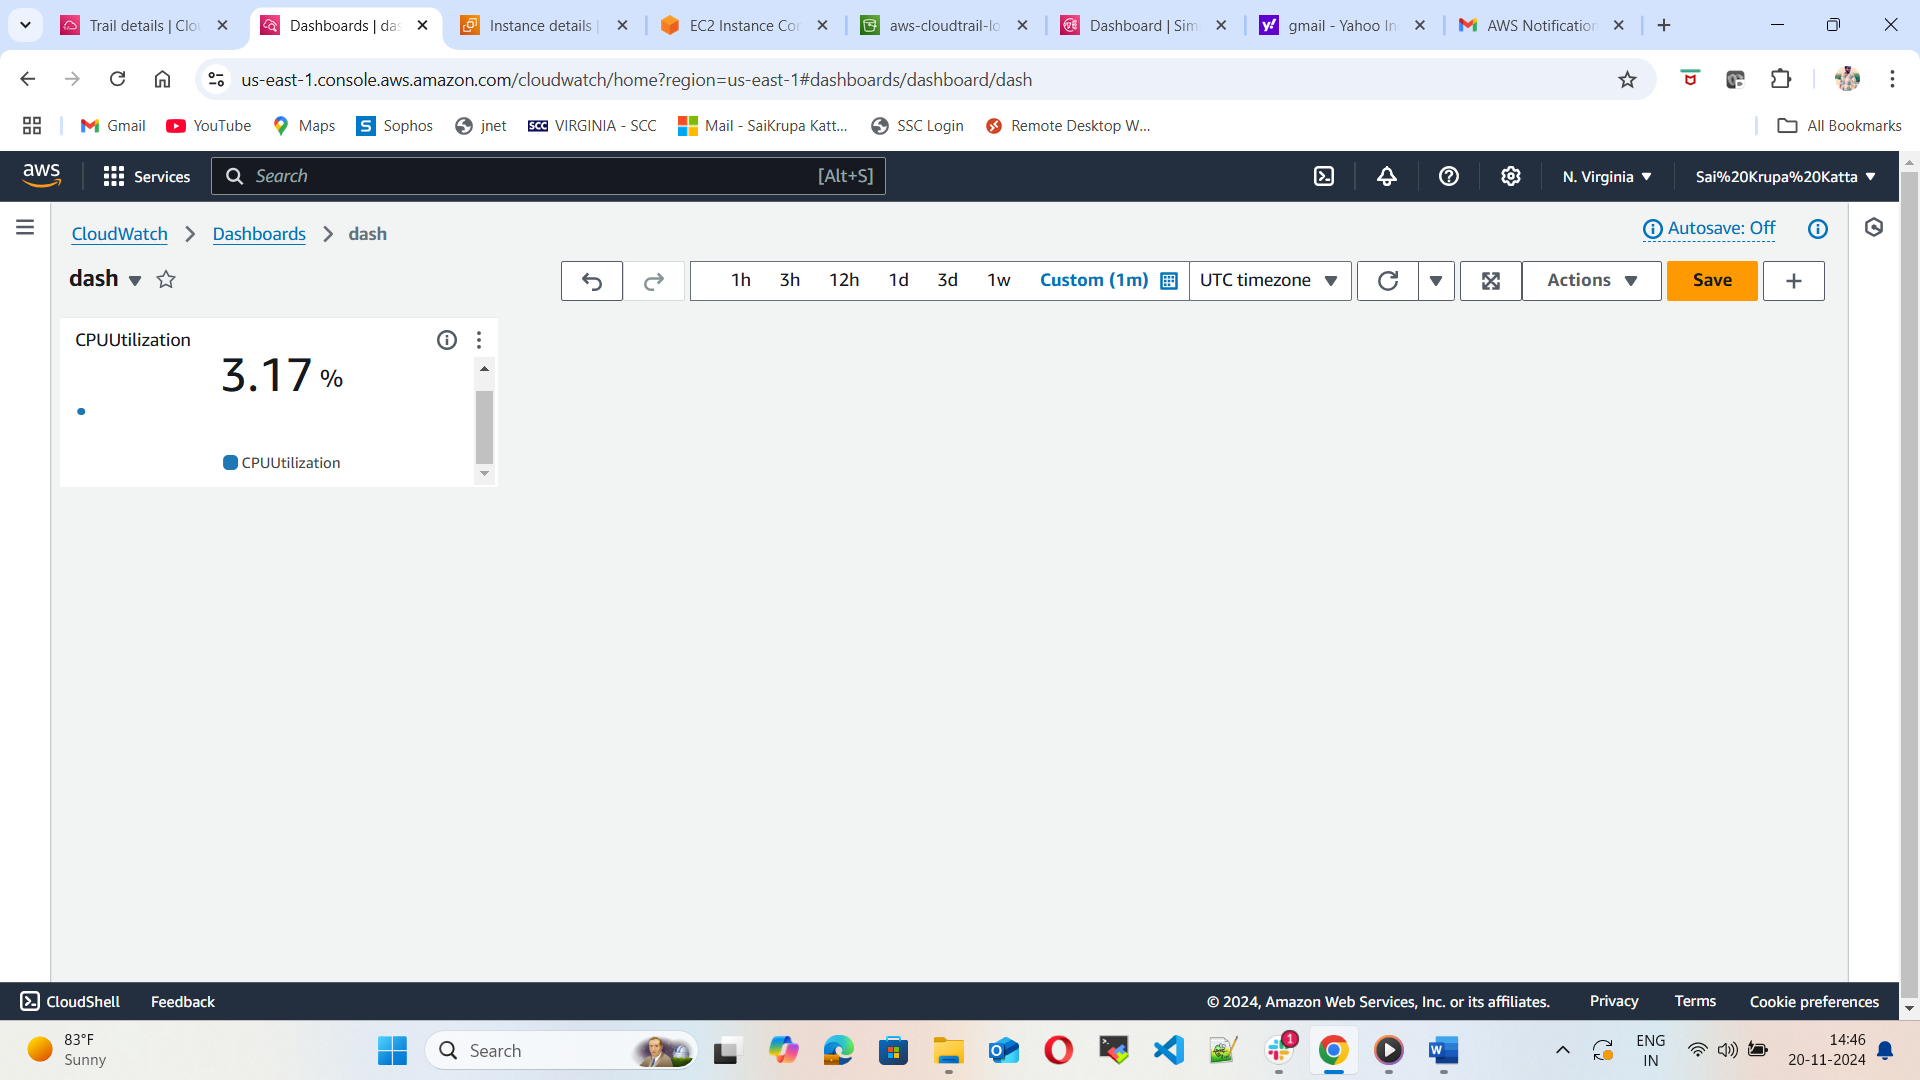 Trail details | Clou
Dashboards | das
Instance details |
EC2 Instance Con
aws-cloudtrail-lo
Dashboard | Sim
gmail - Yahoo In
AWS Notification
us-east-1.console.aws.amazon.com/cloudwatch/home?region=us-east-1#dashboards/dashboard/dash
Gmail
YouTube
Maps
Sophos
jnet
VIRGINIA - SCC
Mail - SaiKrupa Katt...
SSC Login
Remote Desktop W...
All Bookmarks
aws
Services
Search
[Alt+S]
N. Virginia
Sai%20Krupa%20Katta
CloudWatch
Dashboards
dash
Autosave: Off
dash
1h
3h
12h
1d
3d
1w
Custom (1m)
UTC timezone
Actions
Save
CPUUtilization
3.17 %
CPUUtilization
CloudShell
Feedback
© 2024, Amazon Web Services, Inc. or its affiliates.
Privacy
Terms
Cookie preferences
83°F
Sunny
Search
1
ENG
IN
14:46
20-11-2024